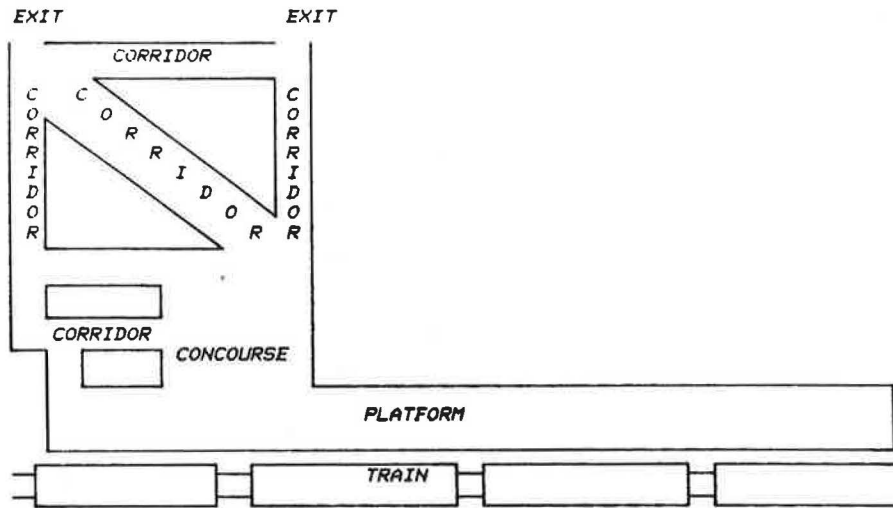 EXIT EXIT
CORRIDOR
CORRIDOR
CORRIDOR
CORRIDOR
CORRIDOR
CONCOURSE
PLATFORM
TRAIN